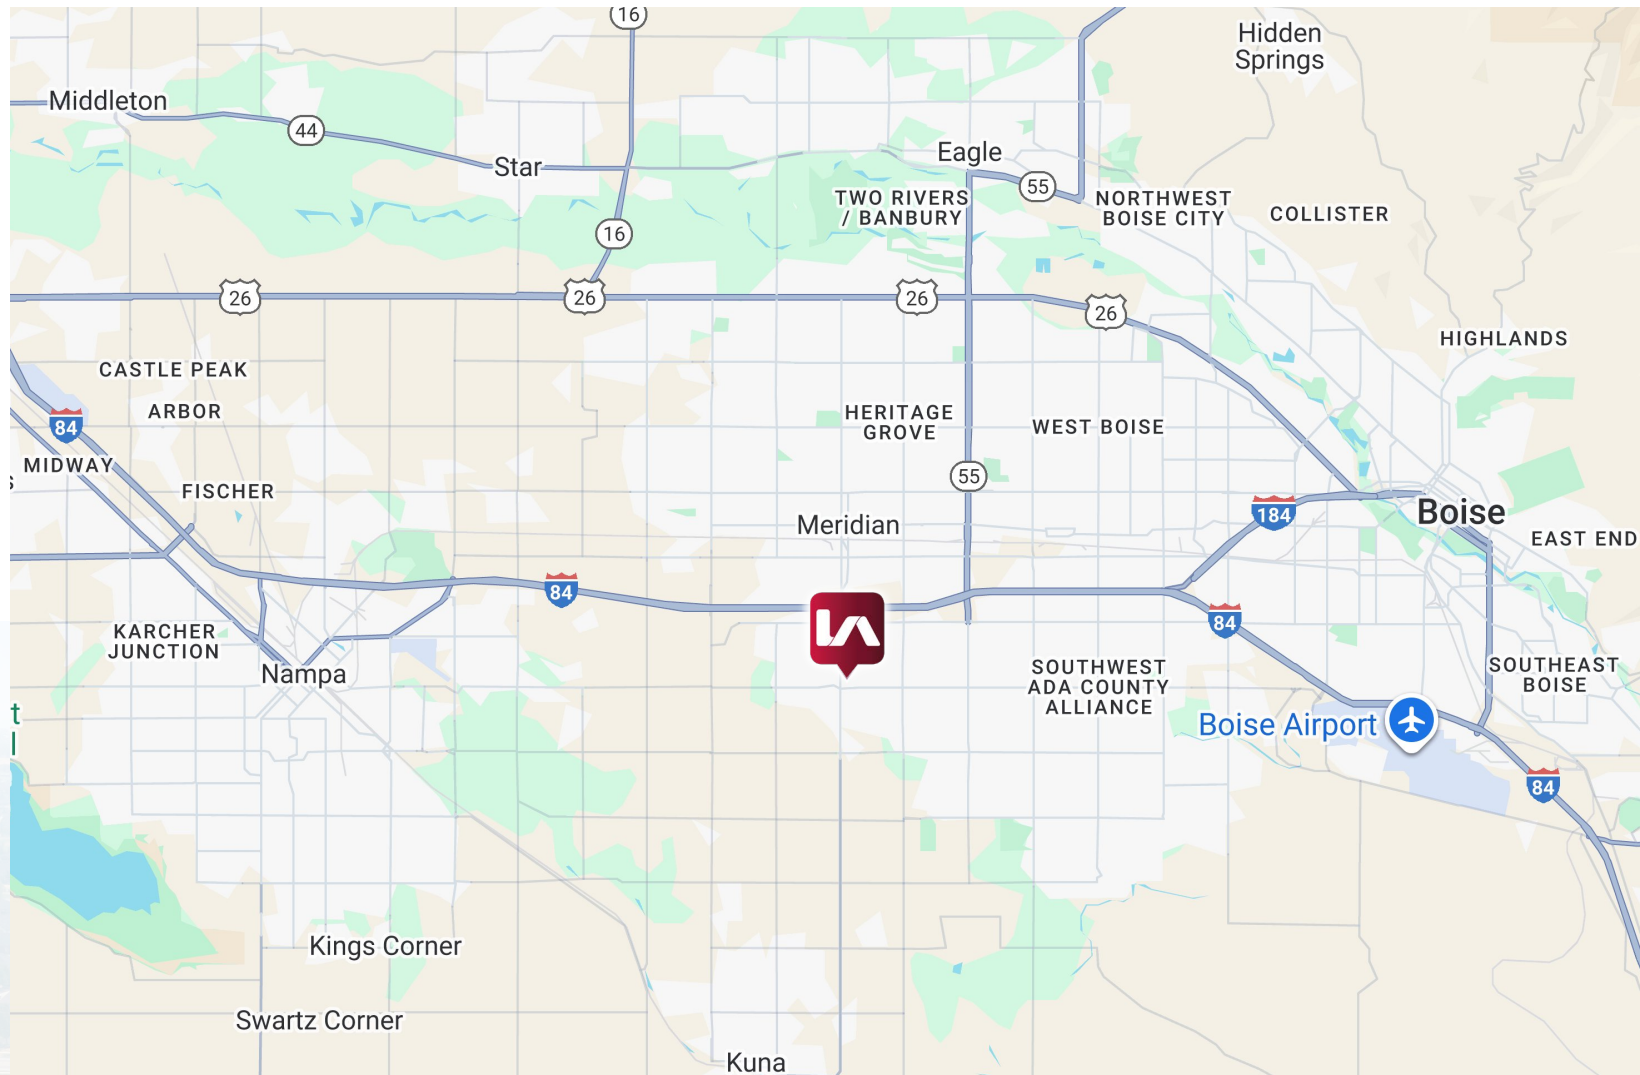 16
Hidden
Springs
Middleton
44
Star
Eagle
55
TWO RIVERS
/ BANBURY
NORTHWEST
BOISE CITY
COLLISTER
16
26
26
26
26
HIGHLANDS
CASTLE PEAK
ARBOR
84
HERITAGE
GROVE
WEST BOISE
MIDWAY
s
FISCHER
55
Meridian
184
Boise
EAST END
84
84
LA
KARCHER
JUNCTION
Nampa
SOUTHWEST
ADA COUNTY
ALLIANCE
SOUTHEAST
BOISE
t
l
Boise Airport
84
Kings Corner
Swartz Corner
Kuna